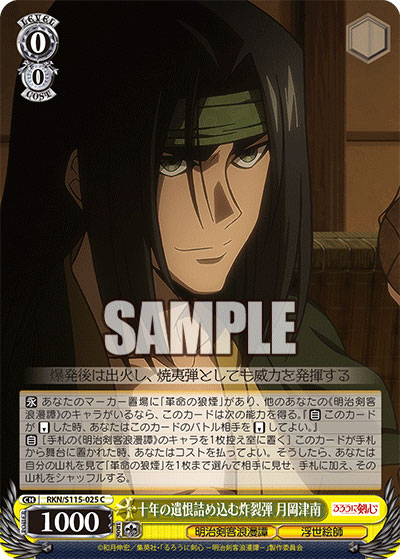 LEVEL
0
0
COST
SAMPLE
爆発後は出火し、焼夷弾としても威力を発揮する
永 あなたのマーカー置場に「革命の狼煙」があり、他のあなたの《明治剣客
浪漫譚》のキャラがいるなら、このカードは次の能力を得る。『自 このカード
が した時、あなたはこのカードのバトル相手を してよい。』
自 ［手札の《明治剣客浪漫譚》のキャラを1枚控え室に置く］ このカードが手札
から舞台に置かれた時、あなたはコストを払ってよい。そうしたら、あなたは
自分の山札を見て「革命の狼煙」を1枚まで選んで相手に見せ、手札に加え、そ
の山札をシャッフルする。
CH RKN/S115-025 C
十年の遺恨詰め込む炸裂弾 月岡津南
るろうに剣心
POWER
1000
明治剣客浪漫譚
浮世絵師
©和月伸宏／集英社・「るろうに剣心 −明治剣客浪漫譚−」製作委員会